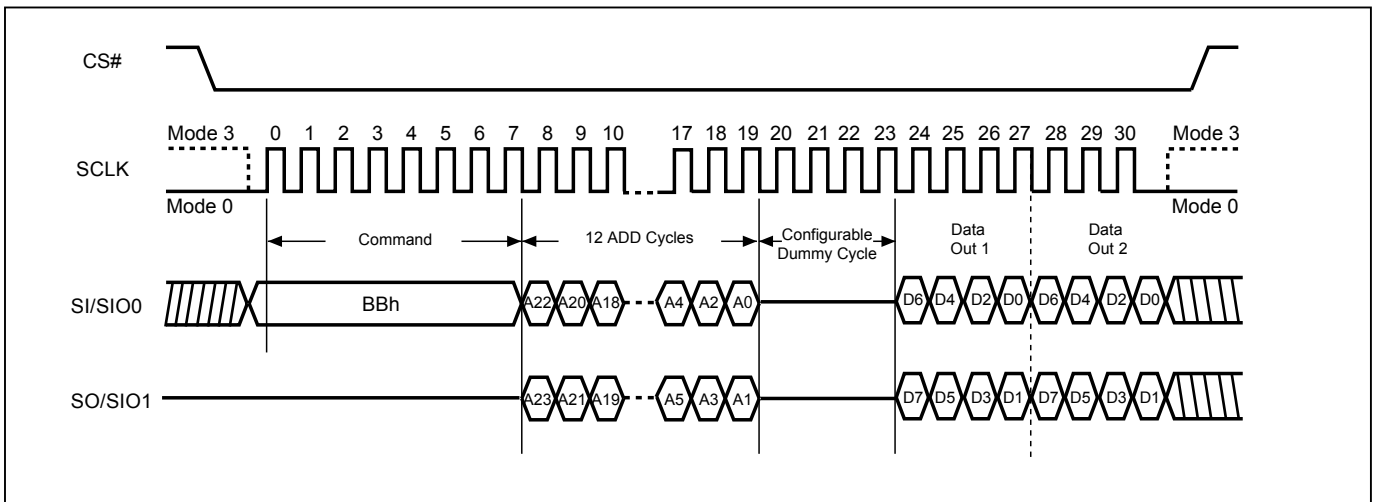 CS#
Mode 3 0 1 2 3 4 5 6 7 8 9 10 17 18 19 20 21 22 23 24 25 26 27 28 29 30 Mode 3
SCLK
Mode 0 Mode 0
Command 12 ADD Cycles Configurable Dummy Cycle Data Out 1 Data Out 2
SI/SIO0 BBh A22 A20 A18 A4 A2 A0 D6 D4 D2 D0 D6 D4 D2 D0
SO/SIO1 A23 A21 A19 A5 A3 A1 D7 D5 D3 D1 D7 D5 D3 D1